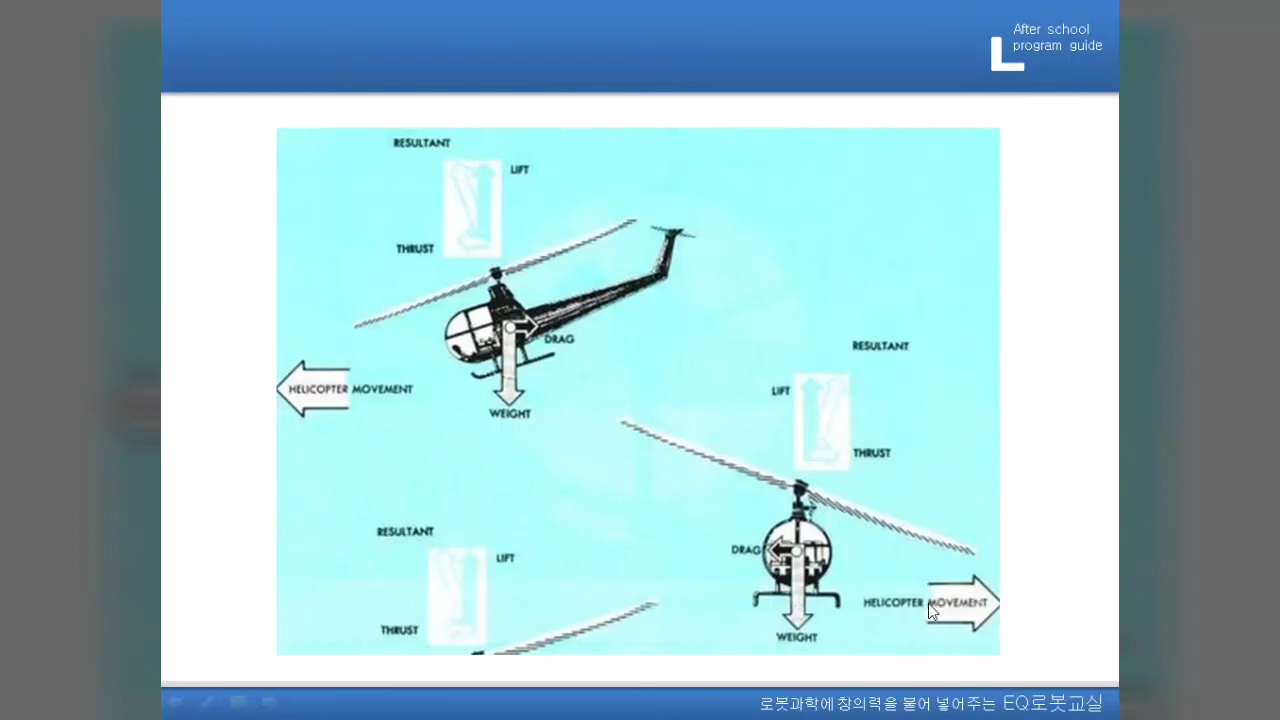 After school
program guide
RESULTANT
LIFT
THRUST
DRAG
HELICOPTER MOVEMENT
WEIGHT
RESULTANT
LIFT
THRUST
DRAG
HELICOPTER MOVEMENT
WEIGHT
RESULTANT
LIFT
THRUST
로봇과학에 창의력을 불어 넣어주는 EQ로봇교실